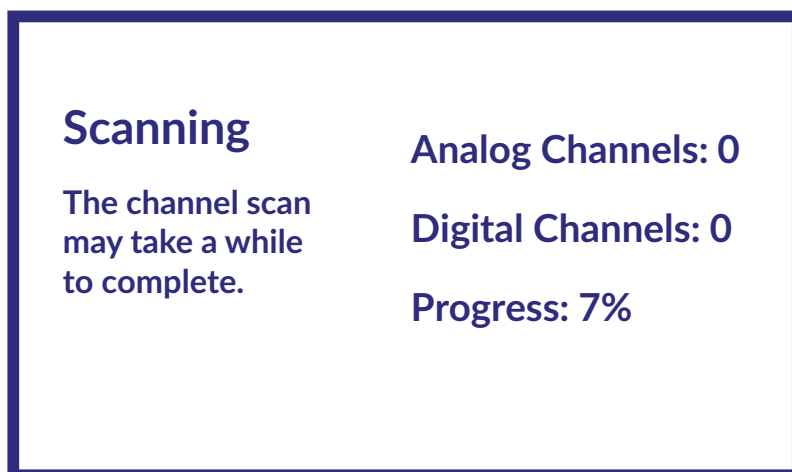 Scanning
The channel scan
may take a while
to complete.
Analog Channels: 0
Digital Channels: 0
Progress: 7%